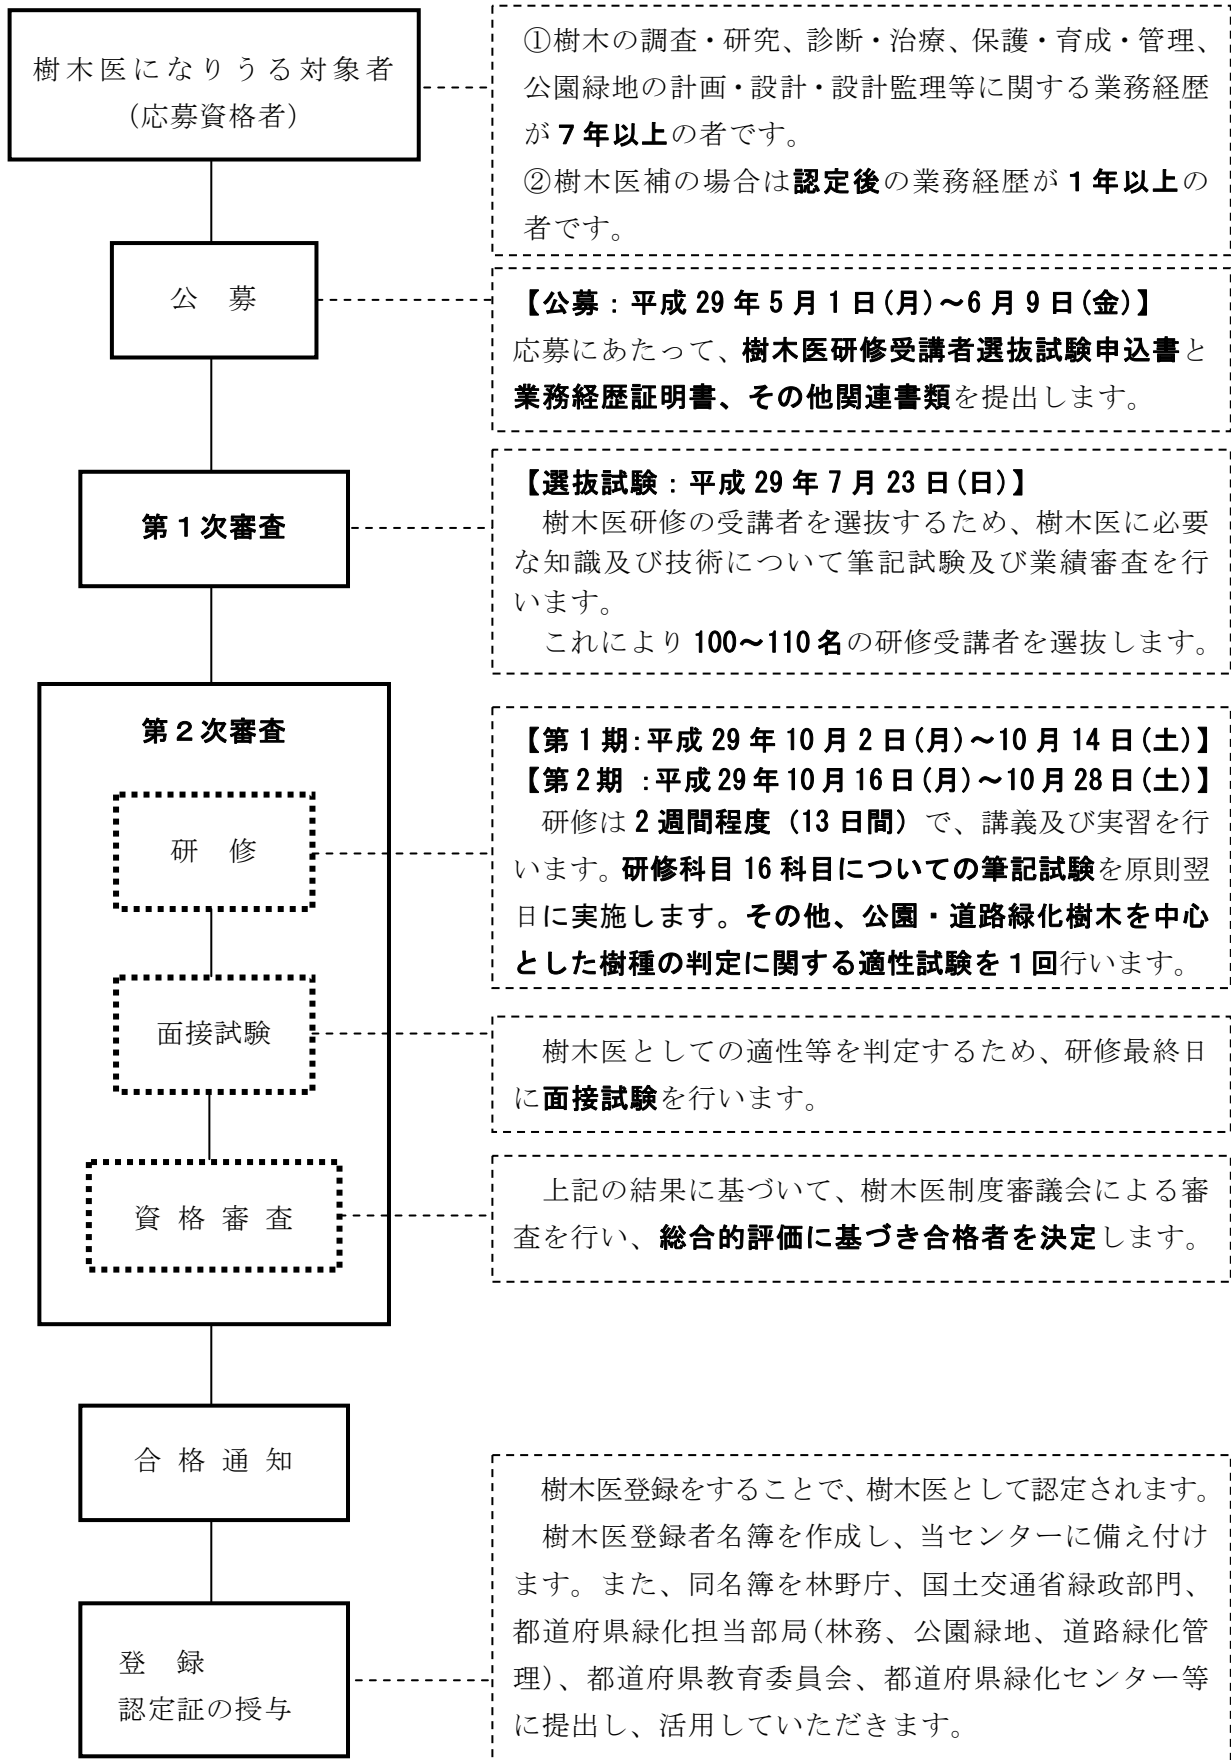 樹木医になりうる対象者
(応募資格者)
①樹木の調査・研究、診断・治療、保護・育成・管理、
公園緑地の計画・設計・設計監理等に関する業務経歴
が７年以上の者です。
②樹木医補の場合は認定後の業務経歴が１年以上の
者です。
公　募
【公募：平成 29 年 5 月 1 日(月)～6 月 9 日(金)】
応募にあたって、樹木医研修受講者選抜試験申込書と
業務経歴証明書、その他関連書類を提出します。
第１次審査
【選抜試験：平成 29 年 7 月 23 日(日)】
樹木医研修の受講者を選抜するため、樹木医に必要
な知識及び技術について筆記試験及び業績審査を行
います。
これにより 100～110 名の研修受講者を選抜します。
第２次審査
研　修
【第 1 期：平成 29 年 10 月 2 日(月)～10 月 14 日(土)】
【第 2 期 ：平成 29 年 10 月 16 日(月)～10 月 28 日(土)】
研修は 2 週間程度（13 日間）で、講義及び実習を行
います。研修科目 16 科目についての筆記試験を原則翌
日に実施します。その他、公園・道路緑化樹木を中心
とした樹種の判定に関する適性試験を１回行います。
面接試験
樹木医としての適性等を判定するため、研修最終日
に面接試験を行います。
資 格 審 査
上記の結果に基づいて、樹木医制度審議会による審
査を行い、総合的評価に基づき合格者を決定します。
合 格 通 知
登　録
認定証の授与
樹木医登録をすることで、樹木医として認定されます。
樹木医登録者名簿を作成し、当センターに備え付け
ます。また、同名簿を林野庁、国土交通省緑政部門、
都道府県緑化担当部局(林務、公園緑地、道路緑化管
理)、都道府県教育委員会、都道府県緑化センター等
に提出し、活用していただきます。